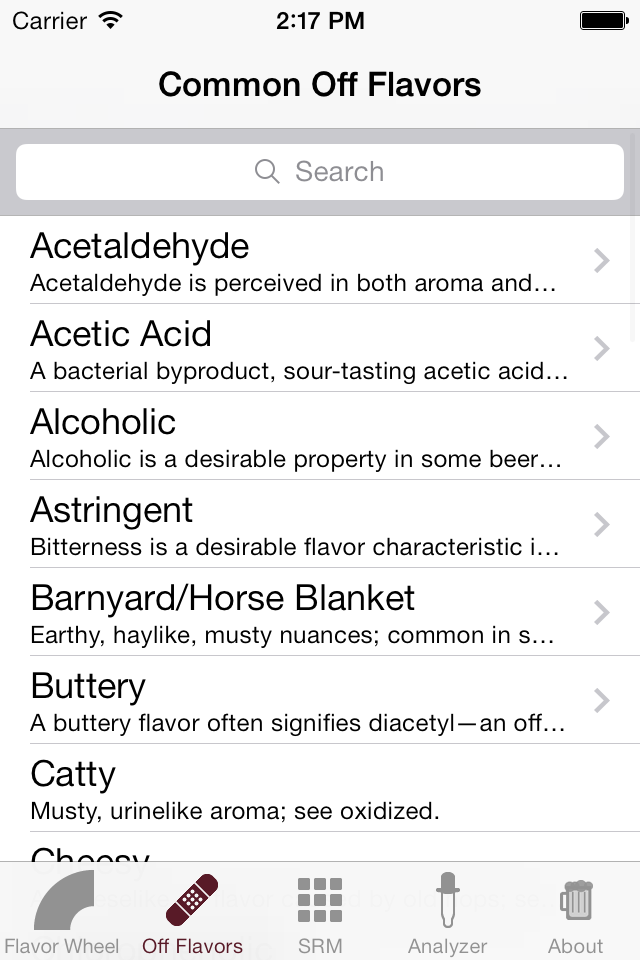 Carrier 2:17 PM
Common Off Flavors
Search
Acetaldehyde
Acetaldehyde is perceived in both aroma and…
Acetic Acid
A bacterial byproduct, sour-tasting acetic acid…
Alcoholic
Alcoholic is a desirable property in some beer…
Astringent
Bitterness is a desirable flavor characteristic i…
Barnyard/Horse Blanket
Earthy, haylike, musty nuances; common in s…
Buttery
A buttery flavor often signifies diacetyl—an off…
Catty
Musty, urinelike aroma; see oxidized.
Cheesy
Flavor Wheel Off Flavors SRM Analyzer About